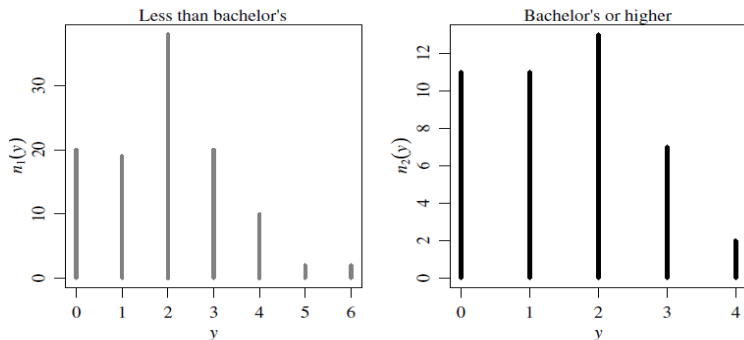 Less than bachelor's
n₁(y)
30
20
10
0
0 1 2 3 4 5 6
y
Bachelor's or higher
n₂(y)
12
10
8
6
4
2
0
0 1 2 3 4
y